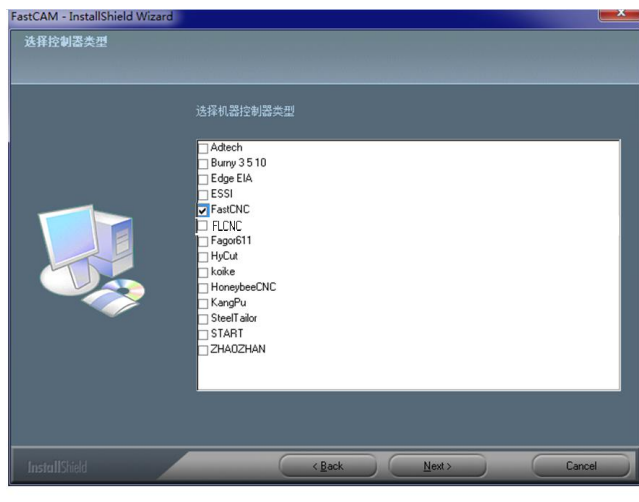 FastCAM - InstallShield Wizard
选择控制器类型
选择机器控制器类型
Adtech
Burny 3 5 10
Edge EIA
ESSI
FastCNC
FLCNC
Fagor611
HyCut
koike
HoneybeeCNC
KangPu
SteelTailor
START
ZHAOZHAN
InstallShield
< Back
Next >
Cancel